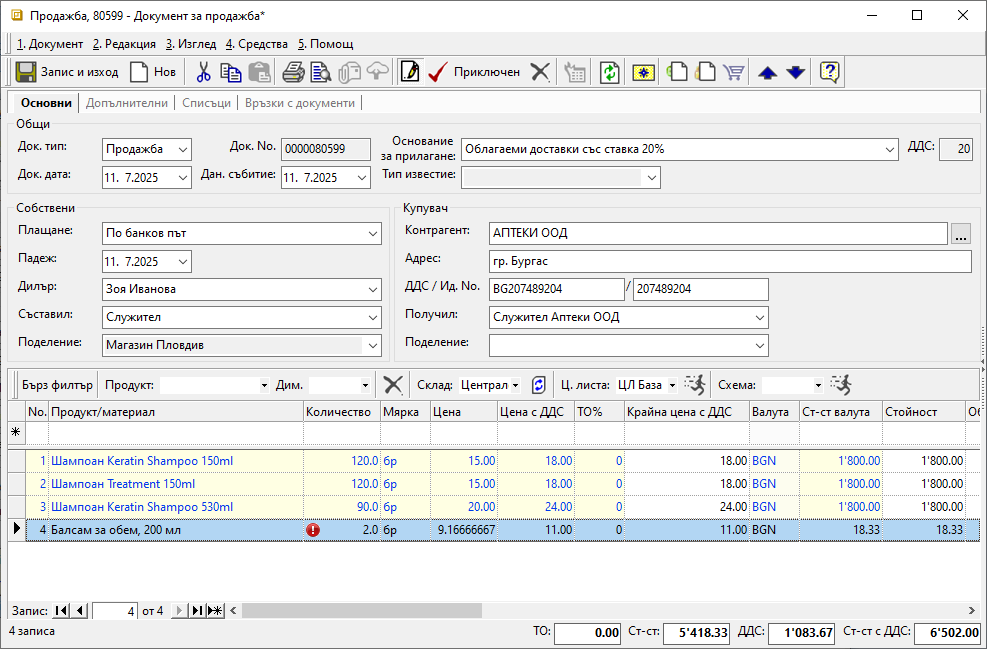 Продажба, 80599 - Документ за продажба*
1. Документ 2. Редакция 3. Изглед 4. Средства 5. Помощ
Запис и изход Нов Приключен
Основни Допълнителни Списъци Връзки с документи
Общи
Док. тип: Продажба Док. No. 0000080599 Основание за прилагане: Облагаеми доставки със ставка 20% ДДС: 20
Док. дата: 11. 7.2025 Дан. събитие: 11. 7.2025 Тип известие:
Собствени
Плащане: По банков път
Падеж: 11. 7.2025
Дилър: Зоя Иванова
Съставил: Служител
Поделение: Магазин Пловдив
Купувач
Контрагент: АПТЕКИ ООД ...
Адрес: гр. Бургас
ДДС / Ид. No. BG207489204 / 207489204
Получил: Служител Аптеки ООД
Поделение:
Бърз филтър Продукт: Дим. Склад: Централ Ц. листа: ЦЛ База Схема:
No. Продукт/материал Количество Мярка Цена Цена с ДДС ТО% Крайна цена с ДДС Валута Ст-ст валута Стойност Об
1 Шампоан Keratin Shampoo 150ml 120.0 бр 15.00 18.00 0 18.00 BGN 1'800.00 1'800.00
2 Шампоан Treatment 150ml 120.0 бр 15.00 18.00 0 18.00 BGN 1'800.00 1'800.00
3 Шампоан Keratin Shampoo 530ml 90.0 бр 20.00 24.00 0 24.00 BGN 1'800.00 1'800.00
4 Балсам за обем, 200 мл 2.0 бр 9.16666667 11.00 0 11.00 BGN 18.33 18.33
Запис: 4 от 4
4 записа ТО: 0.00 Ст-ст: 5'418.33 ДДС: 1'083.67 Ст-ст с ДДС: 6'502.00